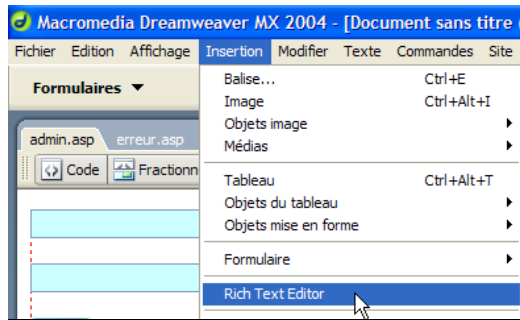 Macromedia Dreamweaver MX 2004 - [Document sans titre (
Fichier Edition Affichage Insertion Modifier Texte Commandes Site
Formulaires
Balise... Ctrl+E
Image Ctrl+Alt+I
Objets image
Médias
admin.asp erreur.asp
Code Fractionn
Tableau Ctrl+Alt+T
Objets du tableau
Objets mise en forme
Formulaire
Rich Text Editor